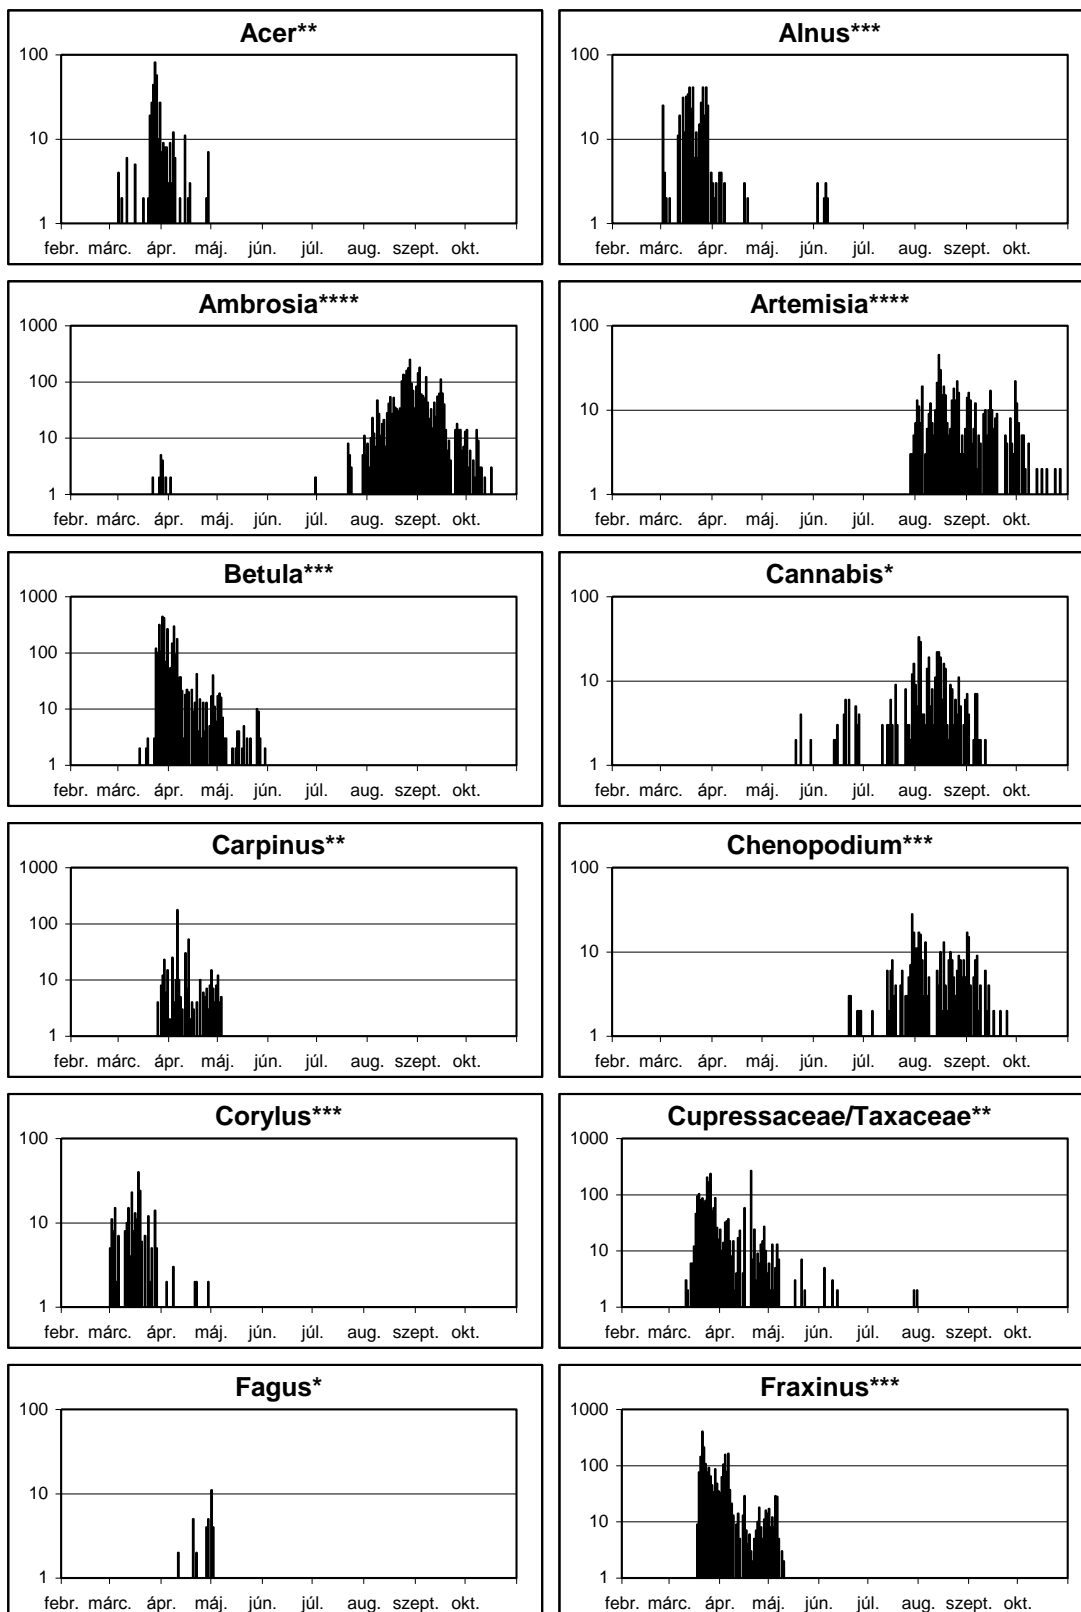 Acer**
100
10
1
febr. márc. ápr. máj. jún. júl. aug. szept. okt.
Alnus***
100
10
1
febr. márc. ápr. máj. jún. júl. aug. szept. okt.
Ambrosia****
1000
100
10
1
febr. márc. ápr. máj. jún. júl. aug. szept. okt.
Artemisia****
100
10
1
febr. márc. ápr. máj. jún. júl. aug. szept. okt.
Betula***
1000
100
10
1
febr. márc. ápr. máj. jún. júl. aug. szept. okt.
Cannabis*
100
10
1
febr. márc. ápr. máj. jún. júl. aug. szept. okt.
Carpinus**
1000
100
10
1
febr. márc. ápr. máj. jún. júl. aug. szept. okt.
Chenopodium***
100
10
1
febr. márc. ápr. máj. jún. júl. aug. szept. okt.
Corylus***
100
10
1
febr. márc. ápr. máj. jún. júl. aug. szept. okt.
Cupressaceae/Taxaceae**
1000
100
10
1
febr. márc. ápr. máj. jún. júl. aug. szept. okt.
Fagus*
100
10
1
febr. márc. ápr. máj. jún. júl. aug. szept. okt.
Fraxinus***
1000
100
10
1
febr. márc. ápr. máj. jún. júl. aug. szept. okt.